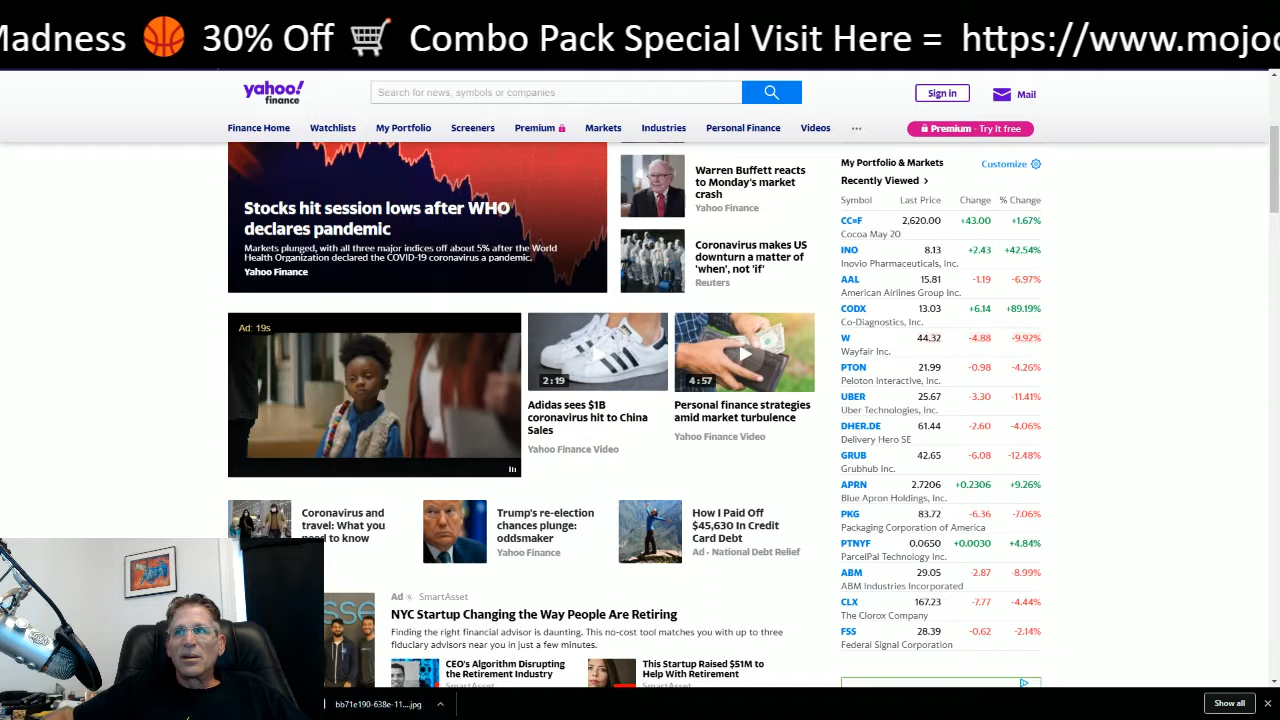 Madness 🏀 30% Off 🛒 Combo Pack Special Visit Here = https://www.mojo
yahoo!
finance
Search for news, symbols or companies
Sign in
Mail
Finance Home Watchlists My Portfolio Screeners Premium Markets Industries Personal Finance Videos ...
Premium - Try it free
Stocks hit session lows after WHO
declares pandemic
Markets plunged, with all three major indices off about 5% after the World
Health Organization declared the COVID-19 coronavirus a pandemic.
Yahoo Finance
Warren Buffett reacts
to Monday's market
crash
Yahoo Finance
Coronavirus makes US
downturn a matter of
'when', not 'if'
Reuters
Ad: 19s
2:19
Adidas sees $1B
coronavirus hit to China
Sales
Yahoo Finance Video
4:57
Personal finance strategies
amid market turbulence
Yahoo Finance Video
Coronavirus and
travel: What you
need to know
Trump's re-election
chances plunge:
oddsmaker
Yahoo Finance
How I Paid Off
$45,630 In Credit
Card Debt
Ad • National Debt Relief
Ad SmartAsset
NYC Startup Changing the Way People Are Retiring
Finding the right financial advisor is daunting. This no-cost tool matches you with up to three
fiduciary advisors near you in just a few minutes.
CEO's Algorithm Disrupting
the Retirement Industry
SmartAsset
This Startup Raised $51M to
Help With Retirement
SmartAsset
My Portfolio & Markets Customize
Recently Viewed >
Symbol Last Price Change % Change
CC=F 2,620.00 +43.00 +1.67%
Cocoa May 20
INO 8.13 +2.43 +42.54%
Inovio Pharmaceuticals, Inc.
AAL 15.81 -1.19 -6.97%
American Airlines Group Inc.
CODX 13.03 +6.14 +89.19%
Co-Diagnostics, Inc.
W 44.32 -4.88 -9.92%
Wayfair Inc.
PTON 21.99 -0.98 -4.26%
Peloton Interactive, Inc.
UBER 25.67 -3.30 -11.41%
Uber Technologies, Inc.
DHER.DE 61.44 -2.60 -4.06%
Delivery Hero SE
GRUB 42.65 -6.08 -12.48%
Grubhub Inc.
APRN 2.7206 +0.2306 +9.26%
Blue Apron Holdings, Inc.
PKG 83.72 -6.36 -7.06%
Packaging Corporation of America
PTNYF 0.0650 +0.0030 +4.84%
ParcelPal Technology Inc.
ABM 29.05 -2.87 -8.99%
ABM Industries Incorporated
CLX 167.23 -7.77 -4.44%
The Clorox Company
FSS 28.39 -0.62 -2.14%
Federal Signal Corporation
bb71e190-638e-11....jpg
Show all